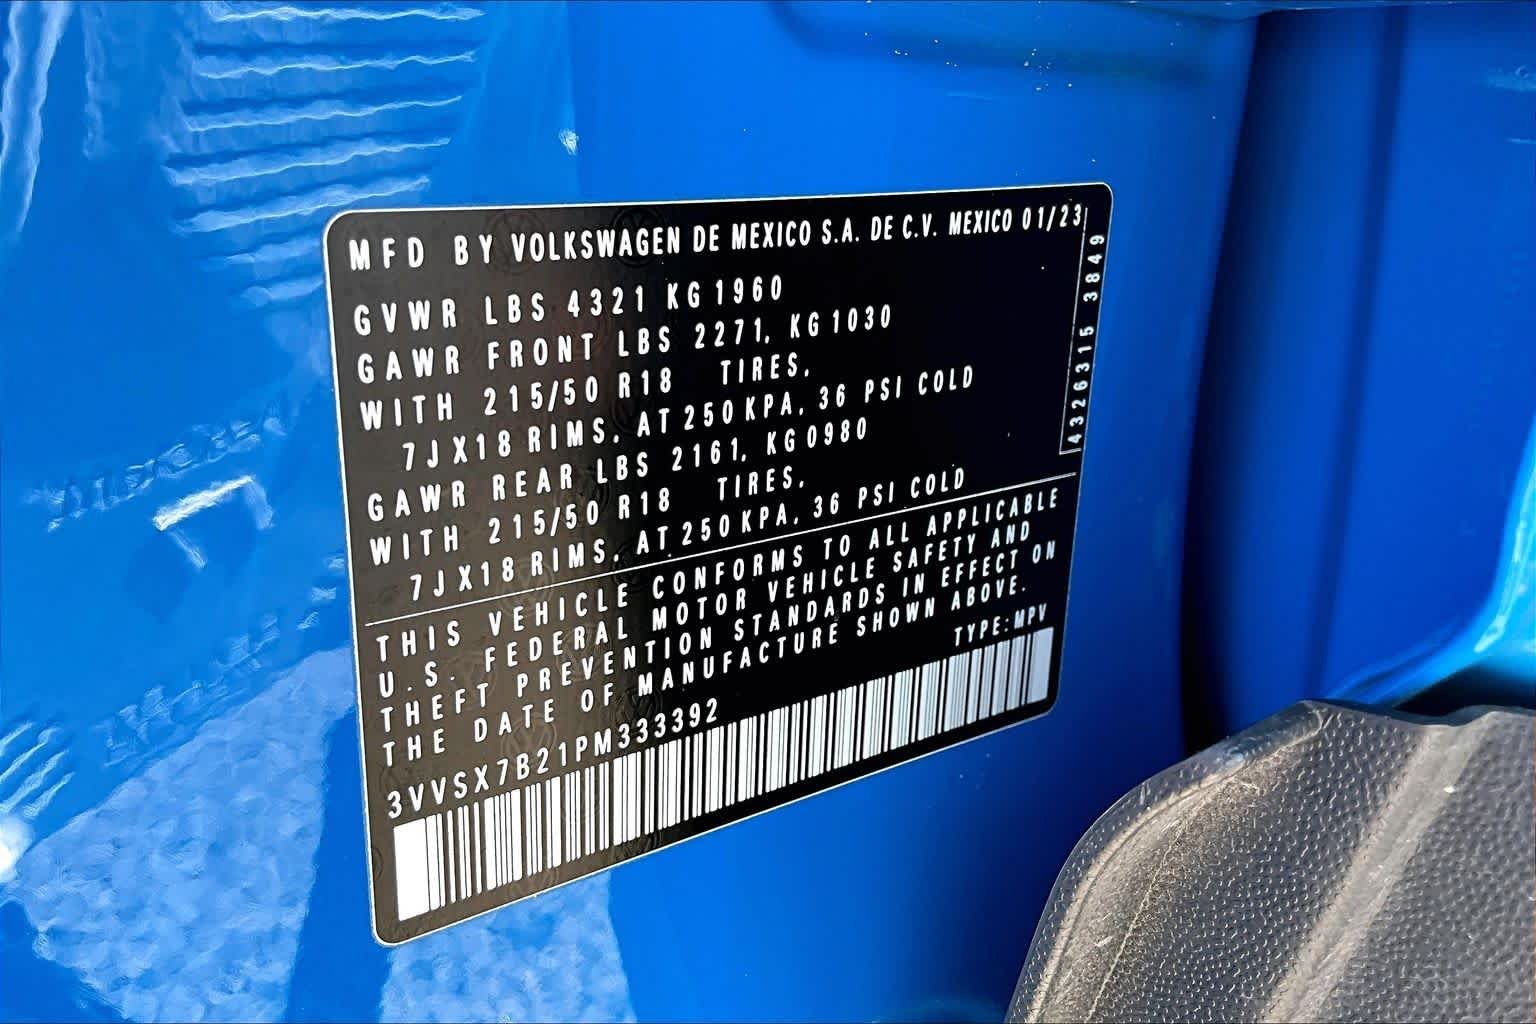 MFD BY VOLKSWAGEN DE MEXICO S.A. DE C.V. MEXICO 01/23
GVWR LBS 4321 KG 1960
GAWR FRONT LBS 2271, KG 1030
WITH 215/50 R18 TIRES,
7JX18 RIMS, AT 250 KPA, 36 PSI COLD
GAWR REAR LBS 2161, KG 0980
WITH 215/50 R18 TIRES,
7JX18 RIMS, AT 250 KPA, 36 PSI COLD
4326315 3849
THIS VEHICLE CONFORMS TO ALL APPLICABLE
U.S. FEDERAL MOTOR VEHICLE SAFETY AND
THEFT PREVENTION STANDARDS IN EFFECT ON
THE DATE OF MANUFACTURE SHOWN ABOVE.
TYPE: MPV
3VVSX7B21PM333392